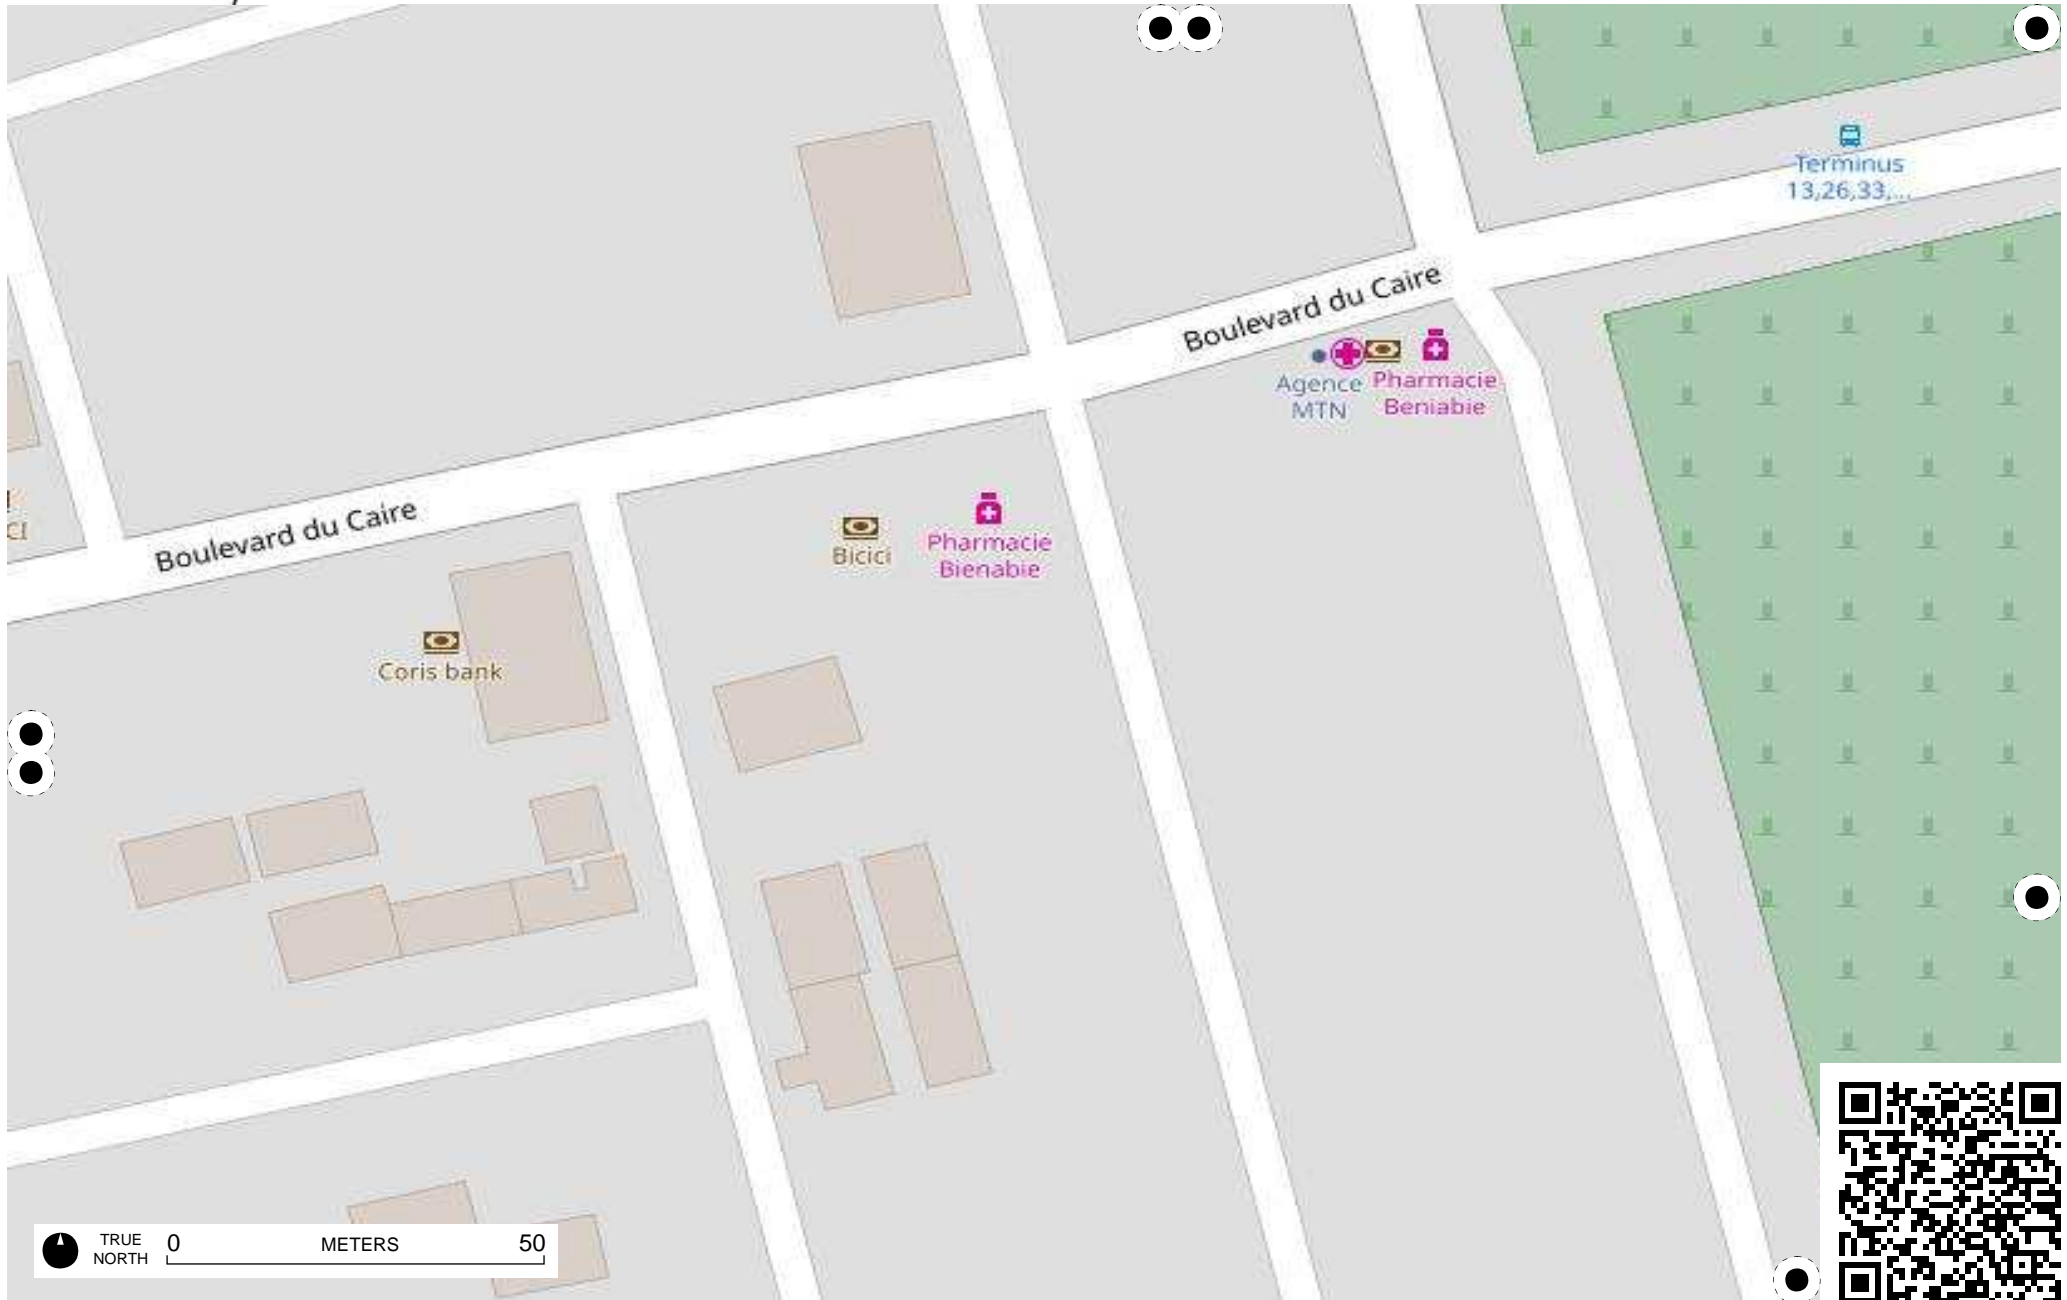 Terminus
13,26,33,...
Boulevard du Caire
Agence
MTN
Pharmacie
Beniabie
Boulevard du Caire
CI
Bicici
Pharmacie
Bienabie
Coris bank
TRUE
NORTH
0 METERS 50